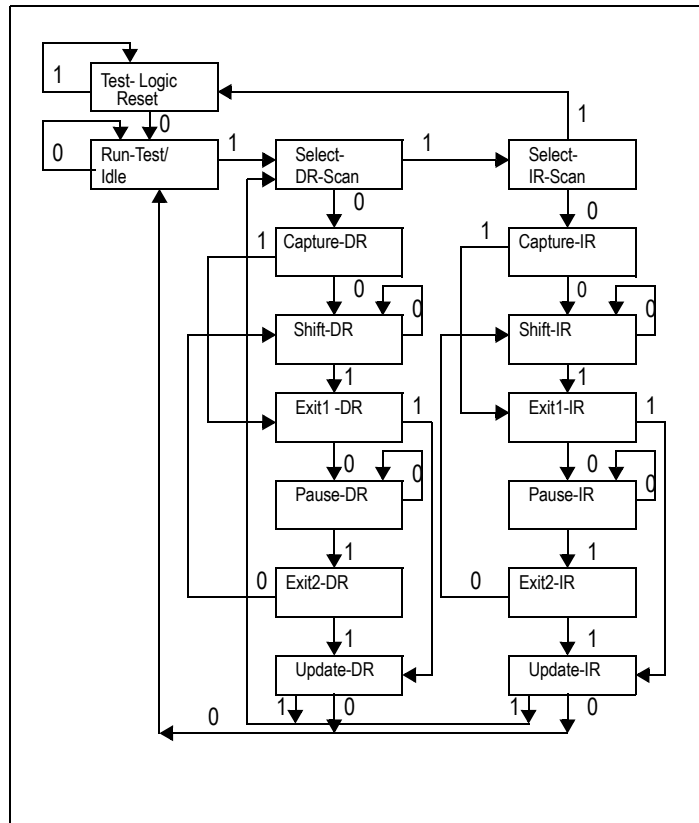 1
Test- Logic
Reset
0
1
0
Run-Test/
Idle
1
Select-
DR-Scan
1
Select-
IR-Scan
0
0
1
Capture-DR
1
Capture-IR
0
0
Shift-DR
0
Shift-IR
0
1
1
Exit1 -DR
1
Exit1-IR
1
0
0
Pause-DR
0
Pause-IR
0
1
1
0
Exit2-DR
0
Exit2-IR
1
1
Update-DR
Update-IR
0
1
0
1
0